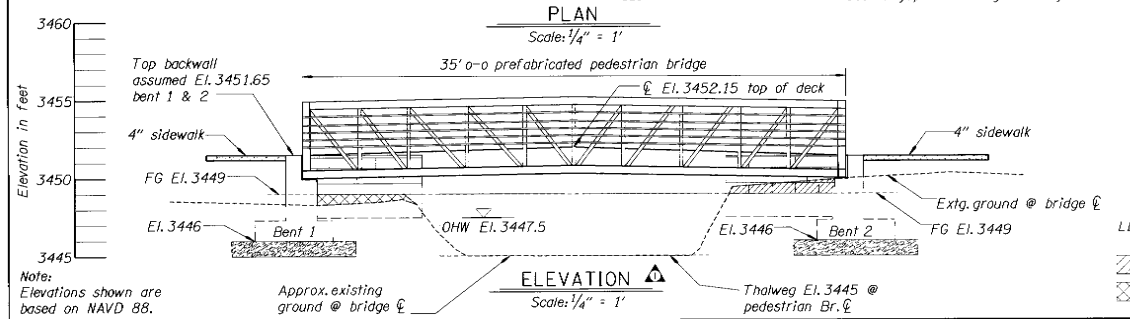 PLAN
Scale: 1/4" = 1'
3460
3455
3450
3445
Elevation in feet
Top backwall
assumed El. 3451.65
bent 1 & 2
35' o-o prefabricated pedestrian bridge
℄ El. 3452.15 top of deck
4" sidewalk
4" sidewalk
FG El. 3449
Extg. ground @ bridge ℄
El. 3446
Bent 1
OHW El. 3447.5
El. 3446
Bent 2
FG El. 3449
Note:
Elevations shown are
based on NAVD 88.
Approx. existing
ground @ bridge ℄
ELEVATION
Scale: 1/4" = 1'
Thalweg El. 3445 @
pedestrian Br. ℄